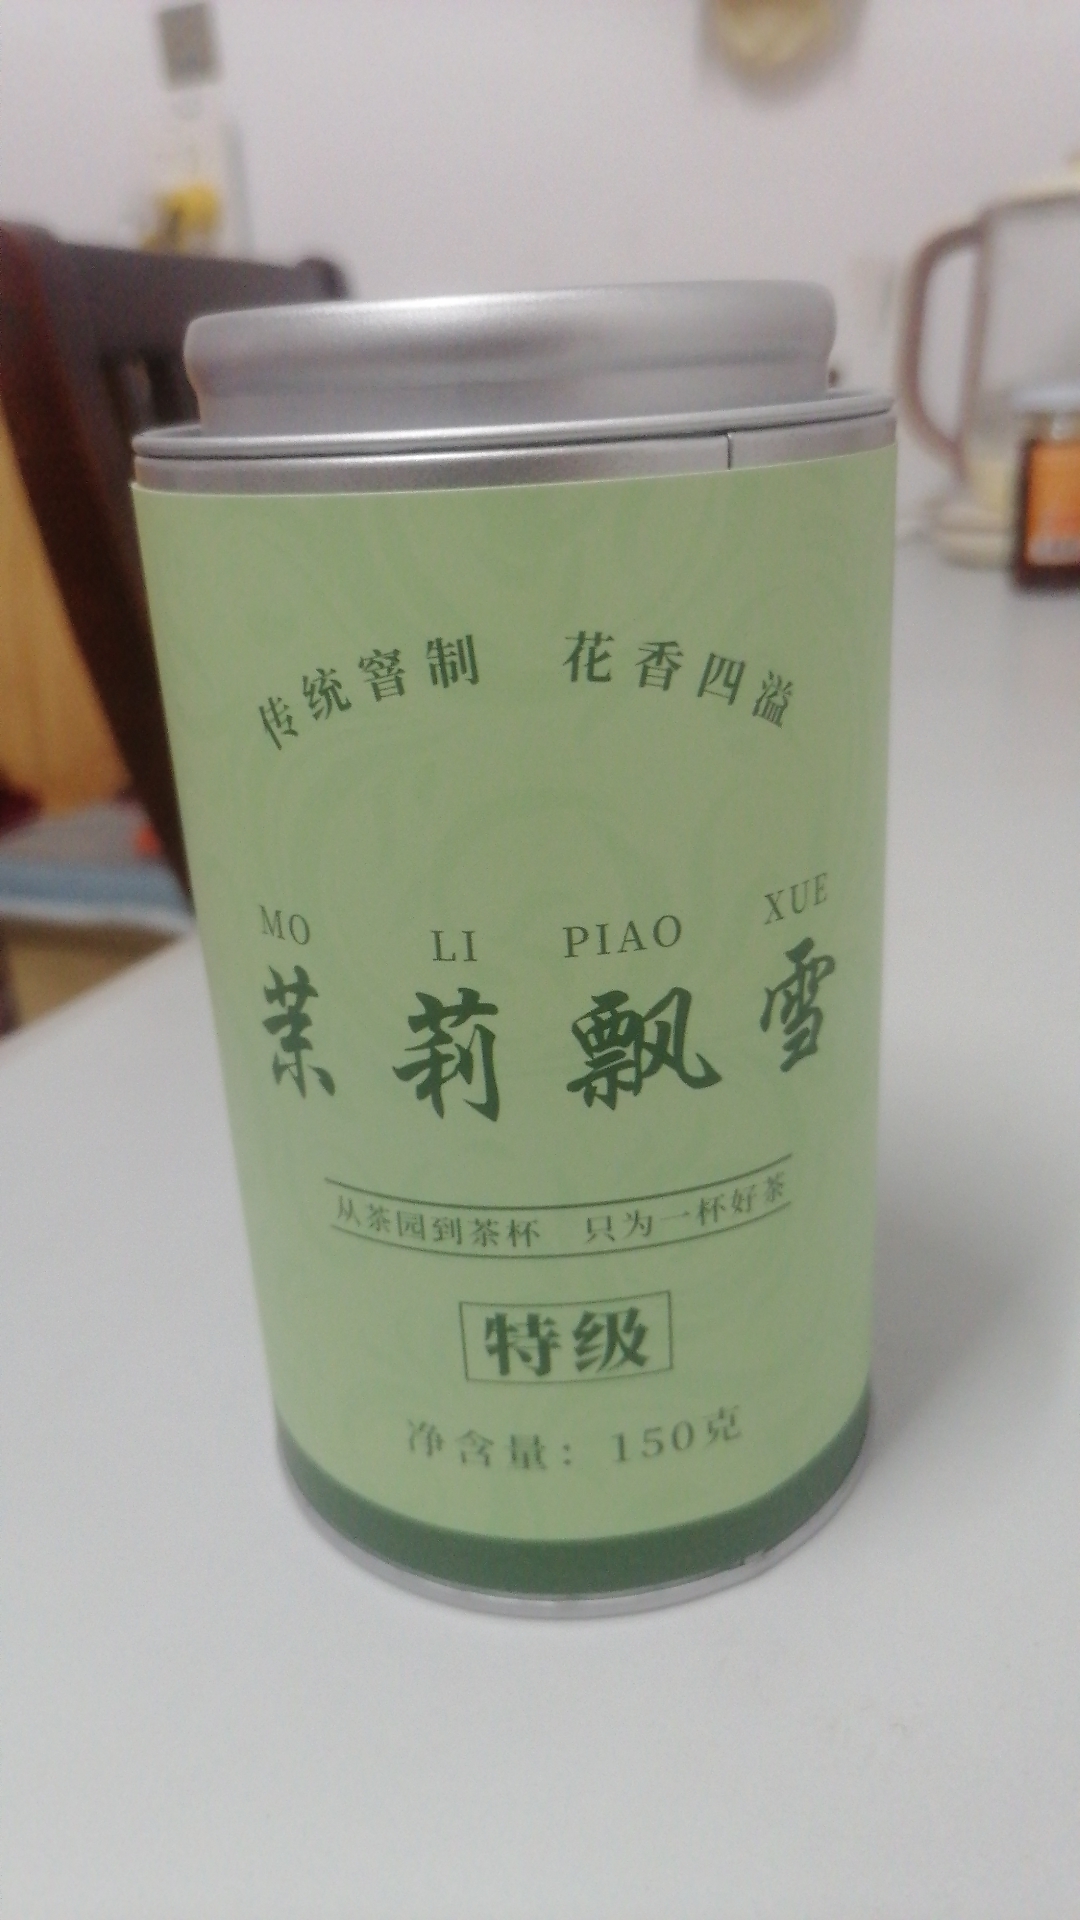 传统窨制 花香四溢
MO LI PIAO XUE
茉莉飘雪
从茶园到茶杯 只为一杯好茶
特级
净含量：150克